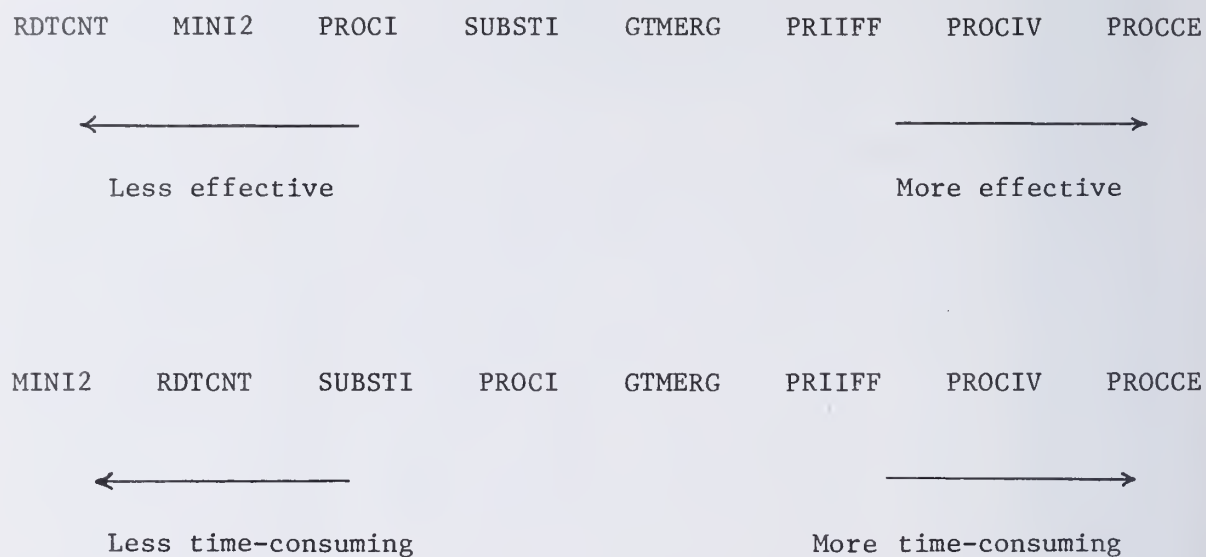 RDTCNT MINI2 PROCI SUBSTI GTMERG PRIIFF PROCIV PROCCE
Less effective More effective
MINI2 RDTCNT SUBSTI PROCI GTMERG PRIIFF PROCIV PROCCE
Less time-consuming More time-consuming